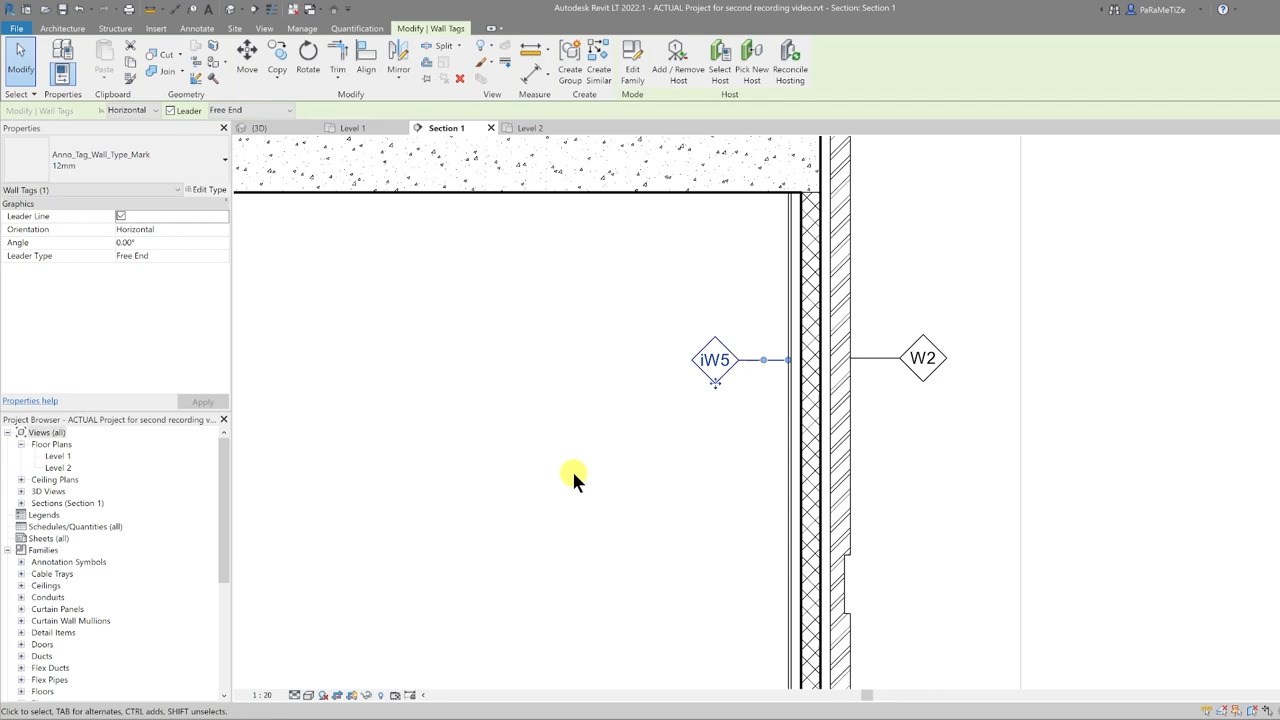 Autodesk Revit LT 2022.1 - ACTUAL Project for second recording video.rvt - Section: Section 1
PaRaMeTiZe
File Architecture Structure Insert Annotate Site View Manage Quantification Modify | Wall Tags
Modify Paste Cut Join Move Copy Rotate Trim Align Mirror Split Create Group Create Similar Edit Family Add / Remove Host Select Host Pick New Host Reconcile Hosting
Select Properties Clipboard Geometry Modify View Measure Create Mode Host
Modify | Wall Tags Horizontal Leader Free End
Properties
{3D} Level 1 Section 1 Level 2
Anno_Tag_Wall_Type_Mark
12mm
Wall Tags (1) Edit Type
Graphics
Leader Line
Orientation Horizontal
Angle 0.00°
Leader Type Free End
iW5
W2
Properties help Apply
Project Browser - ACTUAL Project for second recording v...
Views (all)
Floor Plans
Level 1
Level 2
Ceiling Plans
3D Views
Sections (Section 1)
Legends
Schedules/Quantities (all)
Sheets (all)
Families
Annotation Symbols
Cable Trays
Ceilings
Conduits
Curtain Panels
Curtain Wall Mullions
Detail Items
Doors
Ducts
Flex Ducts
Flex Pipes
Floors
1 : 20
Click to select, TAB for alternates, CTRL adds, SHIFT unselects.